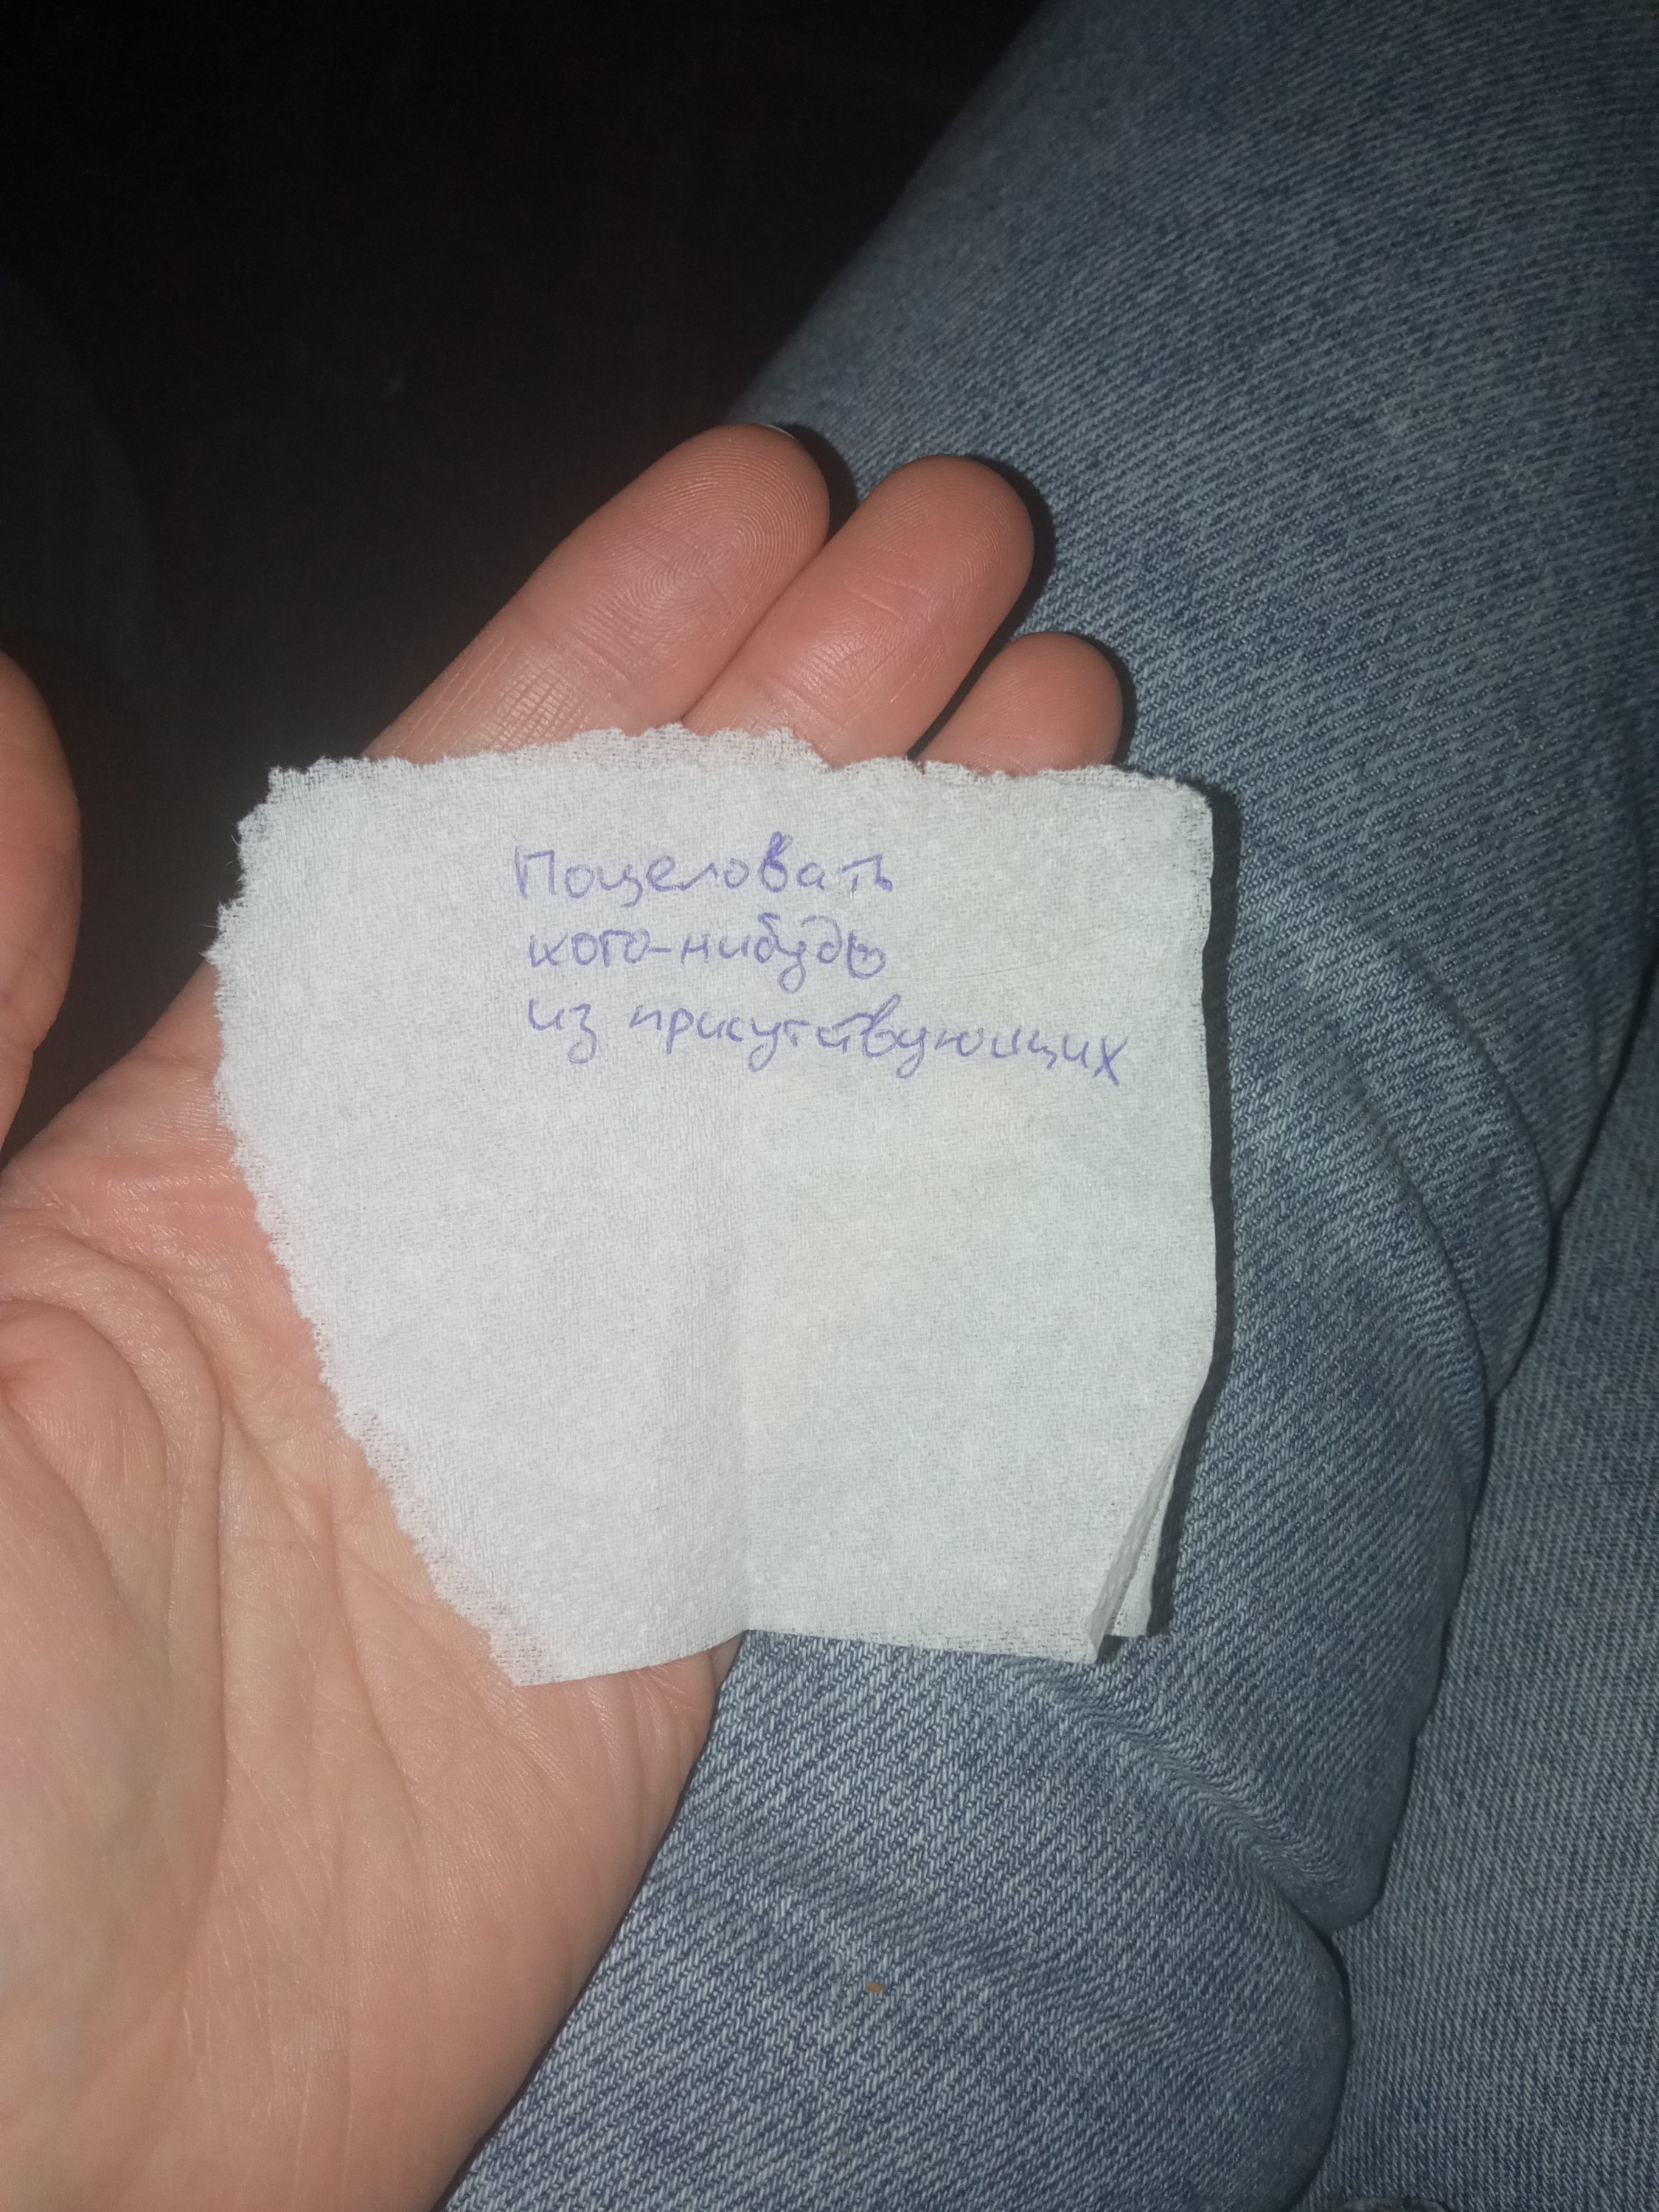 Поцеловать
кого-нибудь
из присутствующих